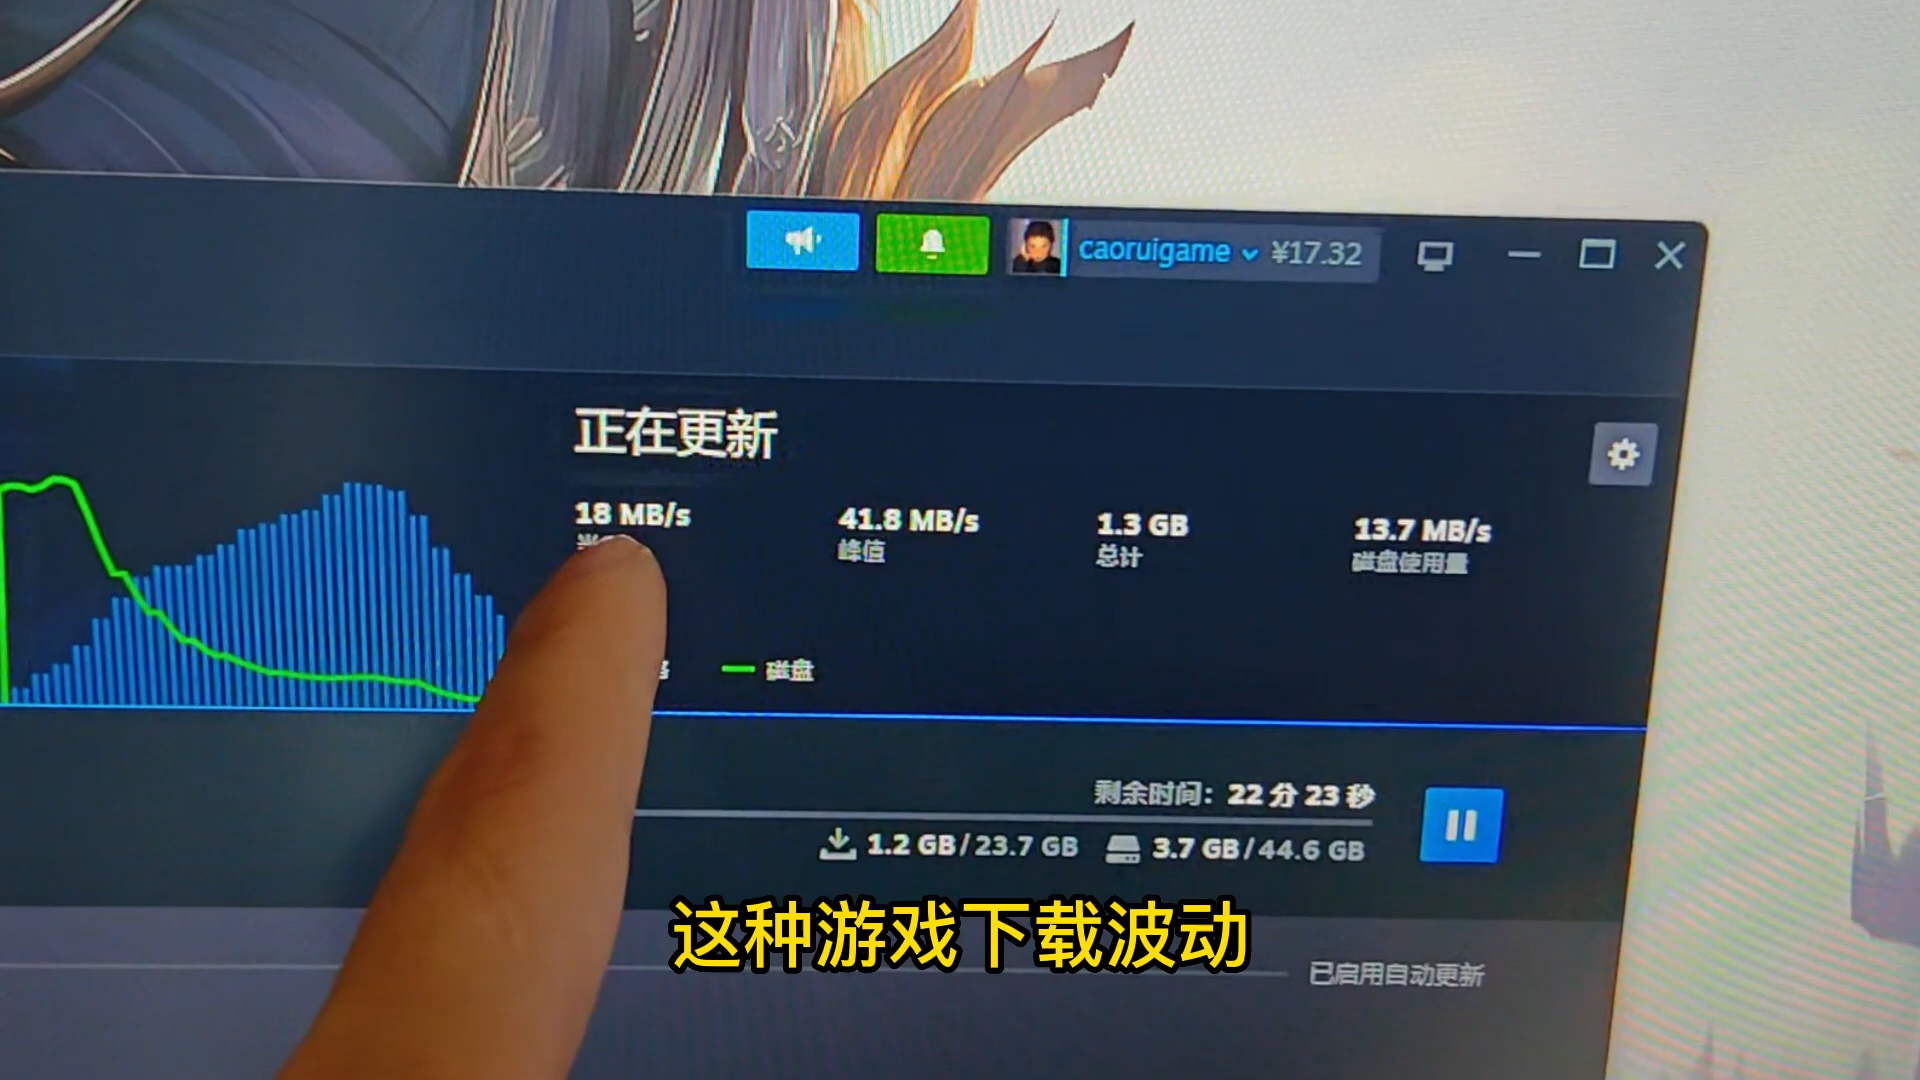 caoruigame ¥17.32
正在更新
18 MB/s 41.8 MB/s 1.3 GB 13.7 MB/s
峰值 总计 磁盘使用量
磁盘
剩余时间: 22 分 23 秒
1.2 GB/23.7 GB 3.7 GB/44.6 GB
这种游戏下载波动
已启用自动更新